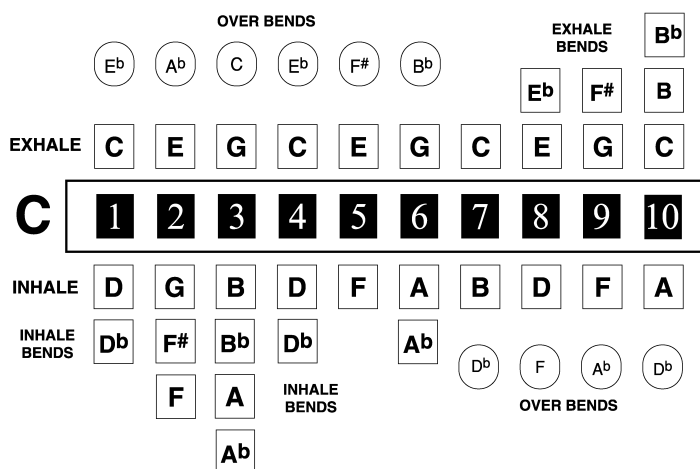 OVER BENDS
EXHALE BENDS
Bb
Eb Ab C Eb F# Bb
Eb F# B
EXHALE C E G C E G C E G C
C 1 2 3 4 5 6 7 8 9 10
INHALE D G B D F A B D F A
INHALE BENDS Db F# Bb Db Ab
Db F Ab Db
F A INHALE BENDS
OVER BENDS
Ab